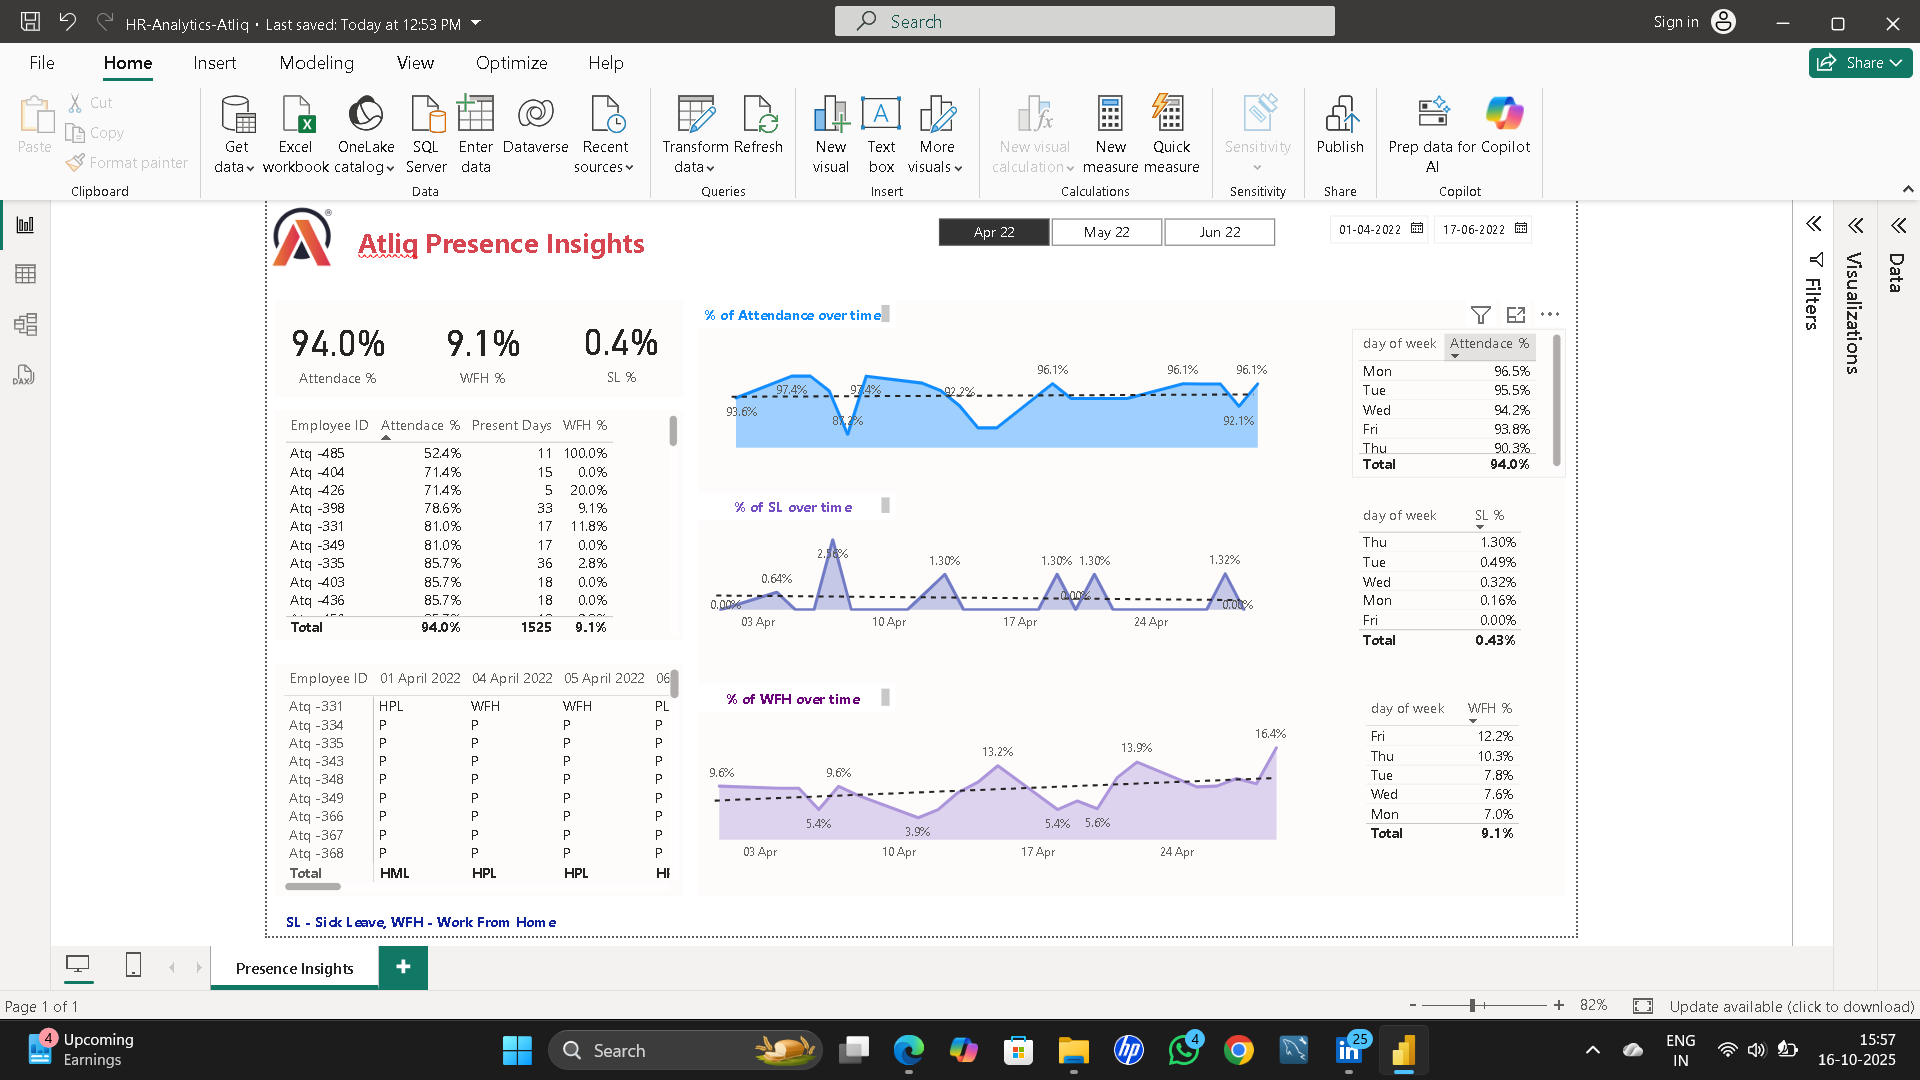 HR-Analytics-Atliq • Last saved: Today at 12:53 PM
Search
Sign in
File Home Insert Modeling View Optimize Help
Share
Paste
Cut
Copy
Format painter
Clipboard
Get data
Excel workbook
OneLake catalog
SQL Server
Enter data
Dataverse
Recent sources
Data
Transform data
Refresh
Queries
New visual
Text box
More visuals
Insert
New visual calculation
New measure
Quick measure
Calculations
Sensitivity
Sensitivity
Publish
Share
Prep data for AI
Copilot
Copilot
Atliq Presence Insights
Apr 22 May 22 Jun 22
01-04-2022 17-06-2022
94.0% 9.1% 0.4%
Attendace % WFH % SL %
Employee ID Attendace % Present Days WFH %
Atq -485 52.4% 11 100.0%
Atq -404 71.4% 15 0.0%
Atq -426 71.4% 5 20.0%
Atq -398 78.6% 33 9.1%
Atq -331 81.0% 17 11.8%
Atq -349 81.0% 17 0.0%
Atq -335 85.7% 36 2.8%
Atq -403 85.7% 18 0.0%
Atq -436 85.7% 18 0.0%
Total 94.0% 1525 9.1%
Employee ID 01 April 2022 04 April 2022 05 April 2022 06
Atq -331 HPL WFH WFH PL
Atq -334 P P P P
Atq -335 P P P P
Atq -343 P P P P
Atq -348 P P P P
Atq -349 P P P P
Atq -366 P P P P
Atq -367 P P P P
Atq -368 P P P P
Total HML HPL HPL
SL - Sick Leave, WFH - Work From Home
% of Attendance over time
93.6% 97.4% 87.2% 97.4% 92.2% 96.1% 96.1% 92.1% 96.1%
% of SL over time
0.00% 0.64% 2.56% 1.30% 1.30% 0.00% 1.30% 1.32% 0.00%
03 Apr 10 Apr 17 Apr 24 Apr
% of WFH over time
9.6% 5.4% 9.6% 3.9% 13.2% 5.4% 5.6% 13.9% 16.4%
03 Apr 10 Apr 17 Apr 24 Apr
day of week Attendace %
Mon 96.5%
Tue 95.5%
Wed 94.2%
Fri 93.8%
Thu 90.3%
Total 94.0%
day of week SL %
Thu 1.30%
Tue 0.49%
Wed 0.32%
Mon 0.16%
Fri 0.00%
Total 0.43%
day of week WFH %
Fri 12.2%
Thu 10.3%
Tue 7.8%
Wed 7.6%
Mon 7.0%
Total 9.1%
Filters
Visualizations
Data
DAX
Presence Insights
Page 1 of 1
82%
Update available (click to download)
4
Upcoming
Earnings
Search
4
25
ENG
IN
15:57
16-10-2025